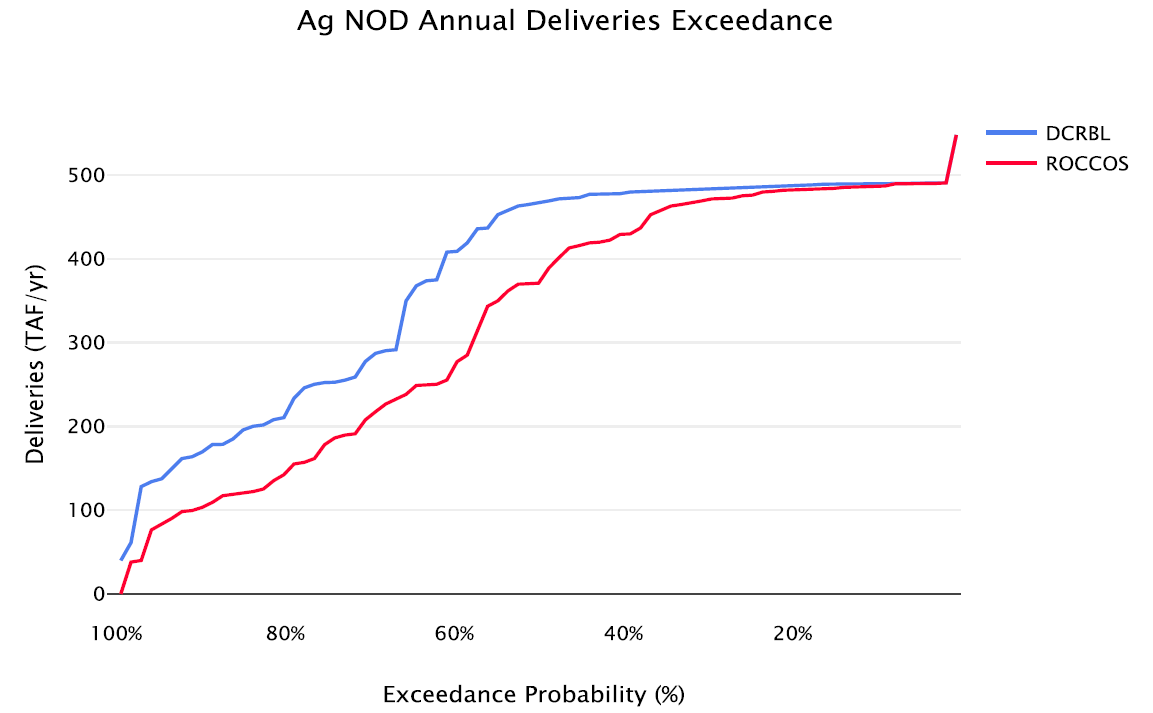 Ag NOD Annual Deliveries Exceedance
DCRBL
ROCCOS
Deliveries (TAF/yr)
500
400
300
200
100
0
100% 80% 60% 40% 20%
Exceedance Probability (%)